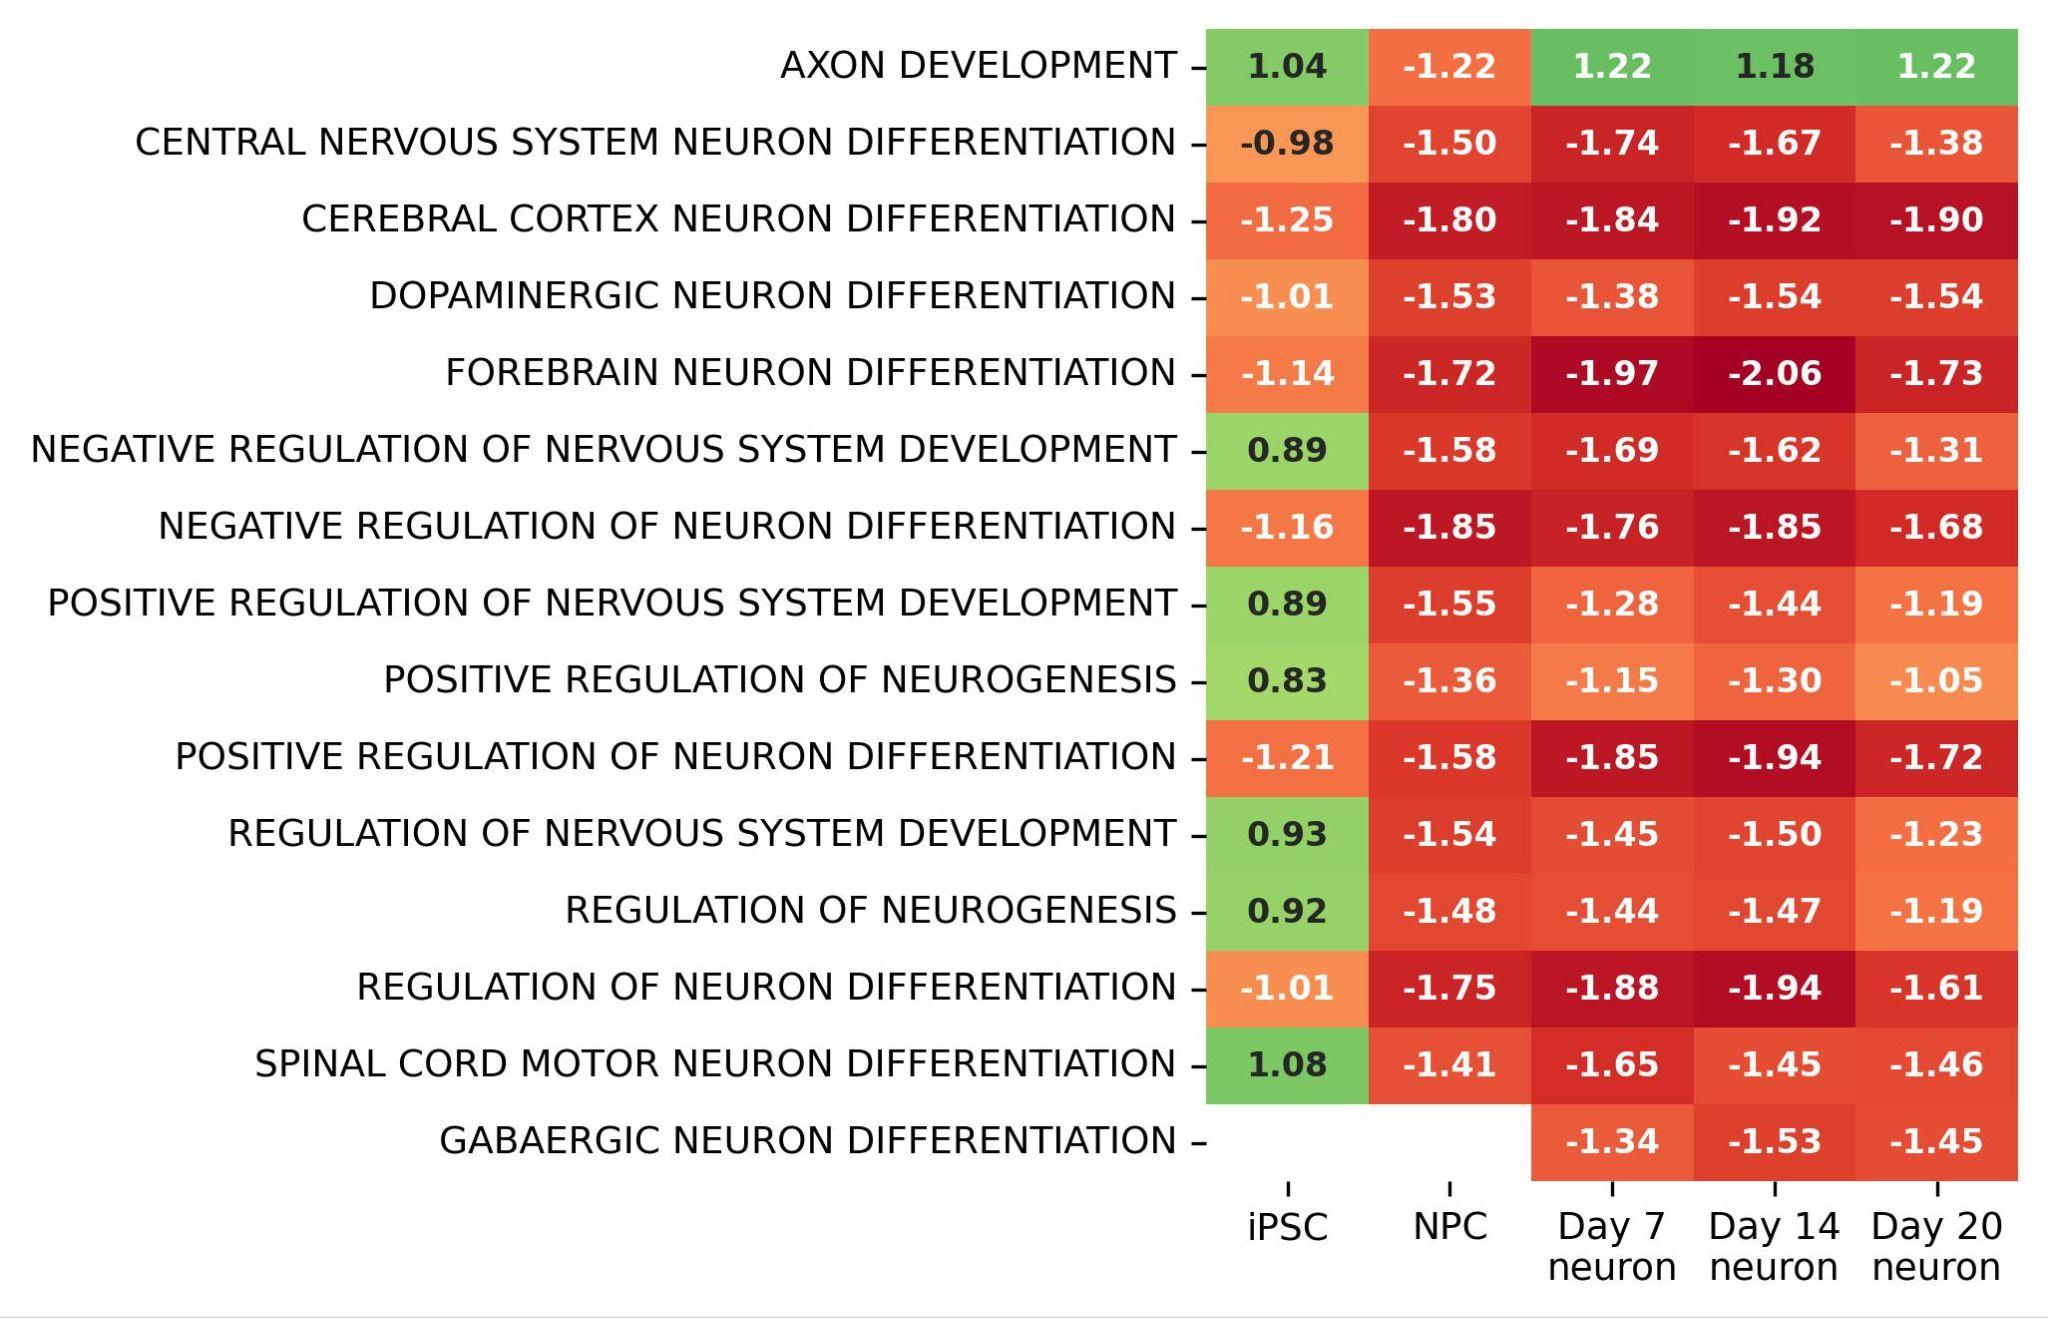 AXON DEVELOPMENT 1.04 -1.22 1.22 1.18 1.22
CENTRAL NERVOUS SYSTEM NEURON DIFFERENTIATION -0.98 -1.50 -1.74 -1.67 -1.38
CEREBRAL CORTEX NEURON DIFFERENTIATION -1.25 -1.80 -1.84 -1.92 -1.90
DOPAMINERGIC NEURON DIFFERENTIATION -1.01 -1.53 -1.38 -1.54 -1.54
FOREBRAIN NEURON DIFFERENTIATION -1.14 -1.72 -1.97 -2.06 -1.73
NEGATIVE REGULATION OF NERVOUS SYSTEM DEVELOPMENT 0.89 -1.58 -1.69 -1.62 -1.31
NEGATIVE REGULATION OF NEURON DIFFERENTIATION -1.16 -1.85 -1.76 -1.85 -1.68
POSITIVE REGULATION OF NERVOUS SYSTEM DEVELOPMENT 0.89 -1.55 -1.28 -1.44 -1.19
POSITIVE REGULATION OF NEUROGENESIS 0.83 -1.36 -1.15 -1.30 -1.05
POSITIVE REGULATION OF NEURON DIFFERENTIATION -1.21 -1.58 -1.85 -1.94 -1.72
REGULATION OF NERVOUS SYSTEM DEVELOPMENT 0.93 -1.54 -1.45 -1.50 -1.23
REGULATION OF NEUROGENESIS 0.92 -1.48 -1.44 -1.47 -1.19
REGULATION OF NEURON DIFFERENTIATION -1.01 -1.75 -1.88 -1.94 -1.61
SPINAL CORD MOTOR NEURON DIFFERENTIATION 1.08 -1.41 -1.65 -1.45 -1.46
GABAERGIC NEURON DIFFERENTIATION -1.34 -1.53 -1.45
iPSC NPC Day 7 Day 14 Day 20
neuron neuron neuron